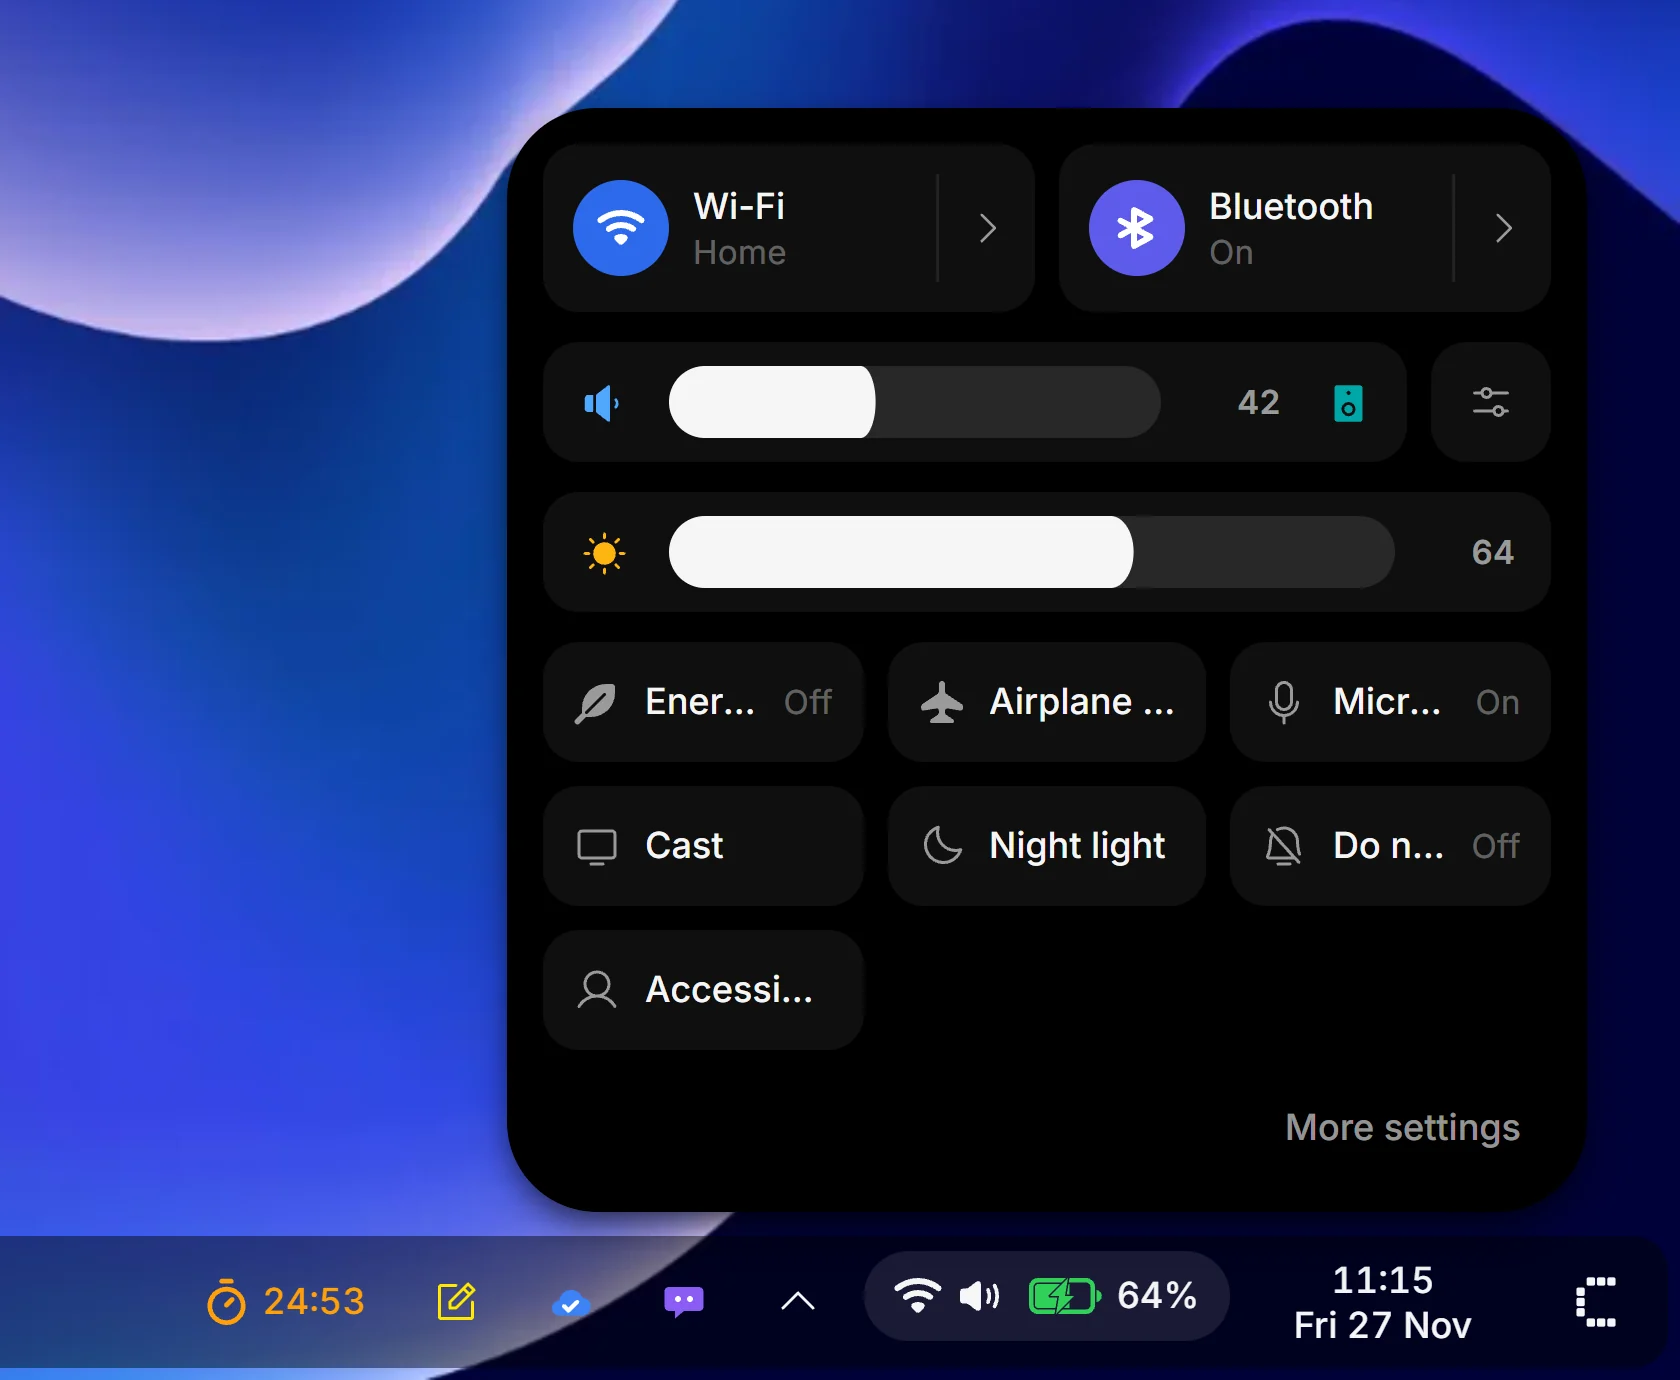 Wi-Fi
Home
Bluetooth
On
42
64
Ener... Off
Airplane ...
Micr... On
Cast
Night light
Do n... Off
Accessi...
More settings
24:53
64%
11:15
Fri 27 Nov